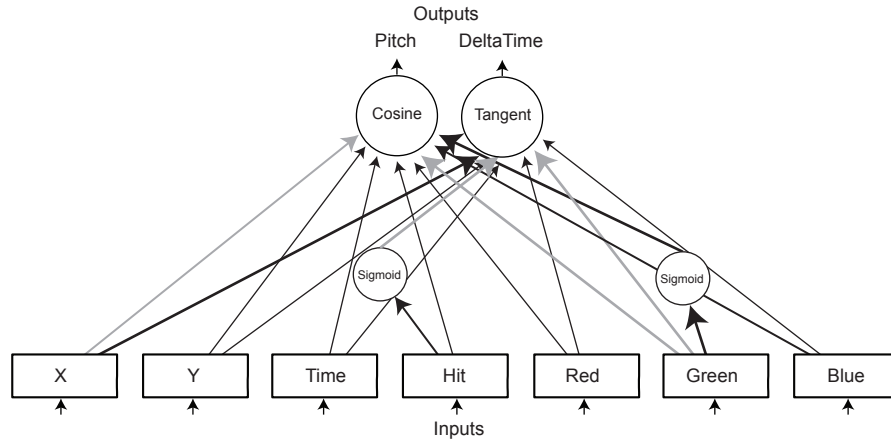 Outputs
Pitch DeltaTime
Cosine Tangent
Sigmoid Sigmoid
X Y Time Hit Red Green Blue
Inputs